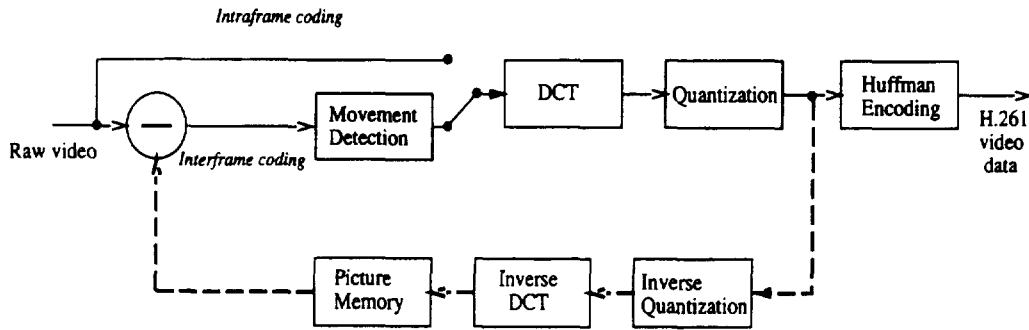 Intraframe coding
DCT
Quantization
Huffman
Encoding
Movement
Detection
Raw video
Interframe coding
H.261
video
data
Picture
Memory
Inverse
DCT
Inverse
Quantization